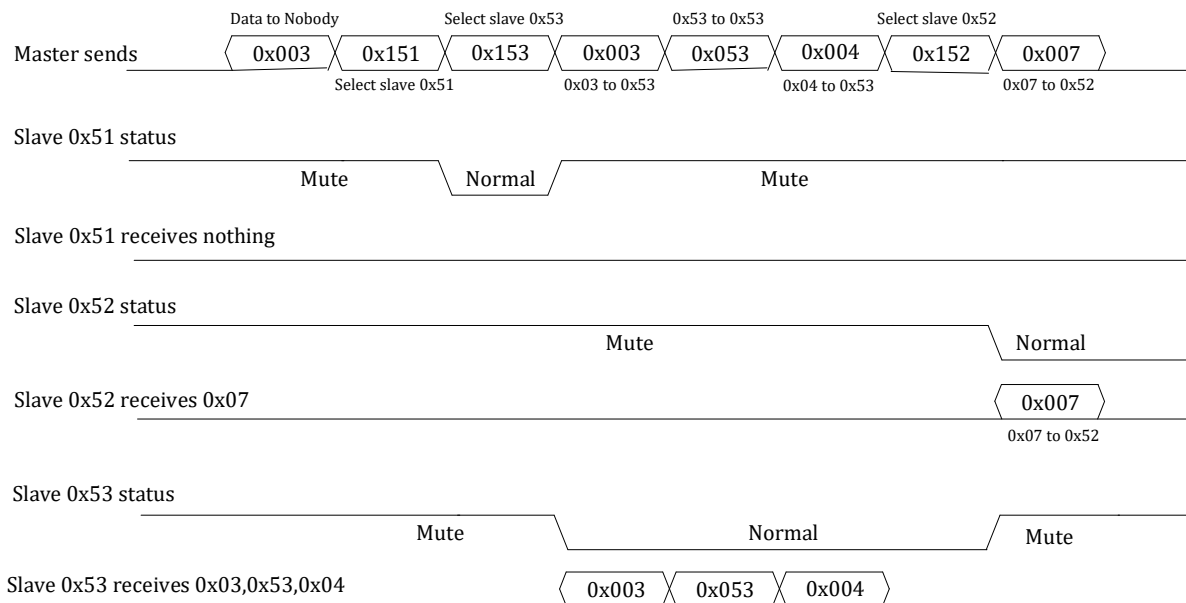 Data to Nobody Select slave 0x53 0x53 to 0x53 Select slave 0x52
Master sends 0x003 0x151 0x153 0x003 0x053 0x004 0x152 0x007
Select slave 0x51 0x03 to 0x53 0x04 to 0x53 0x07 to 0x52
Slave 0x51 status
Mute Normal Mute
Slave 0x51 receives nothing
Slave 0x52 status
Mute Normal
Slave 0x52 receives 0x07 0x007
0x07 to 0x52
Slave 0x53 status
Mute Normal Mute
Slave 0x53 receives 0x03,0x53,0x04 0x003 0x053 0x004